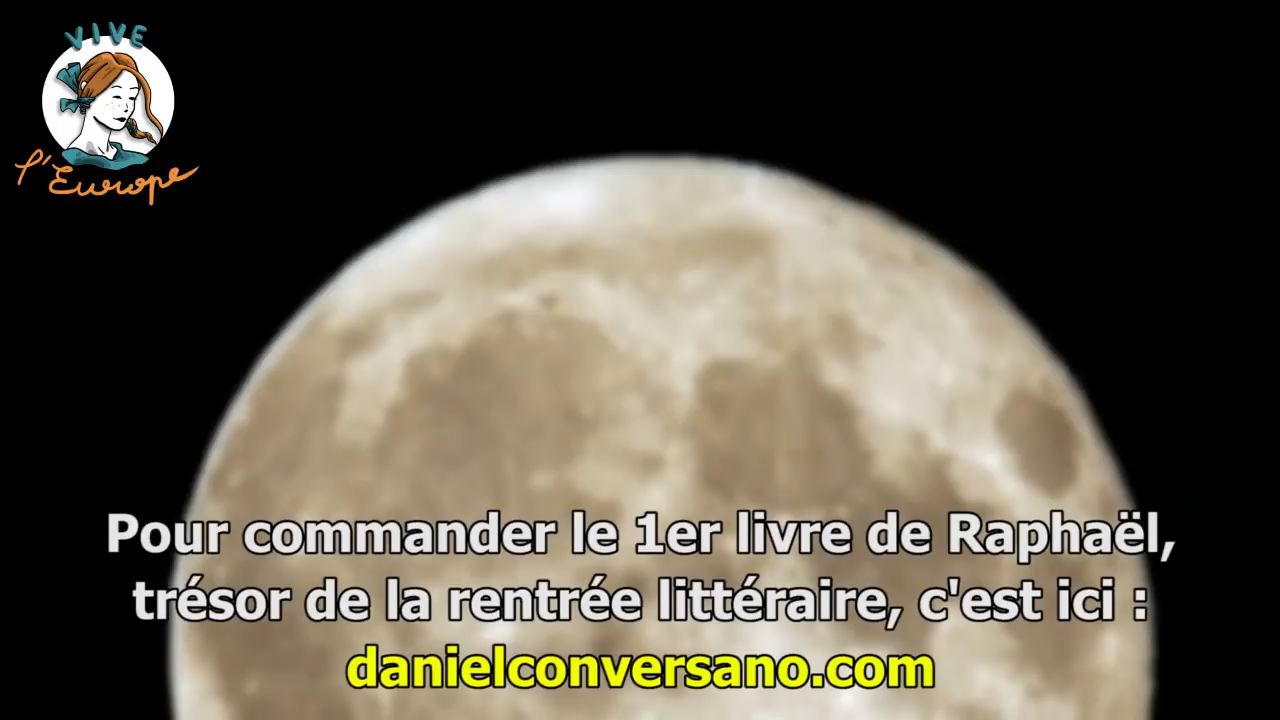 VIVE
l'Europe
Pour commander le 1er livre de Raphaël,
trésor de la rentrée littéraire, c'est ici :
danielconversano.com